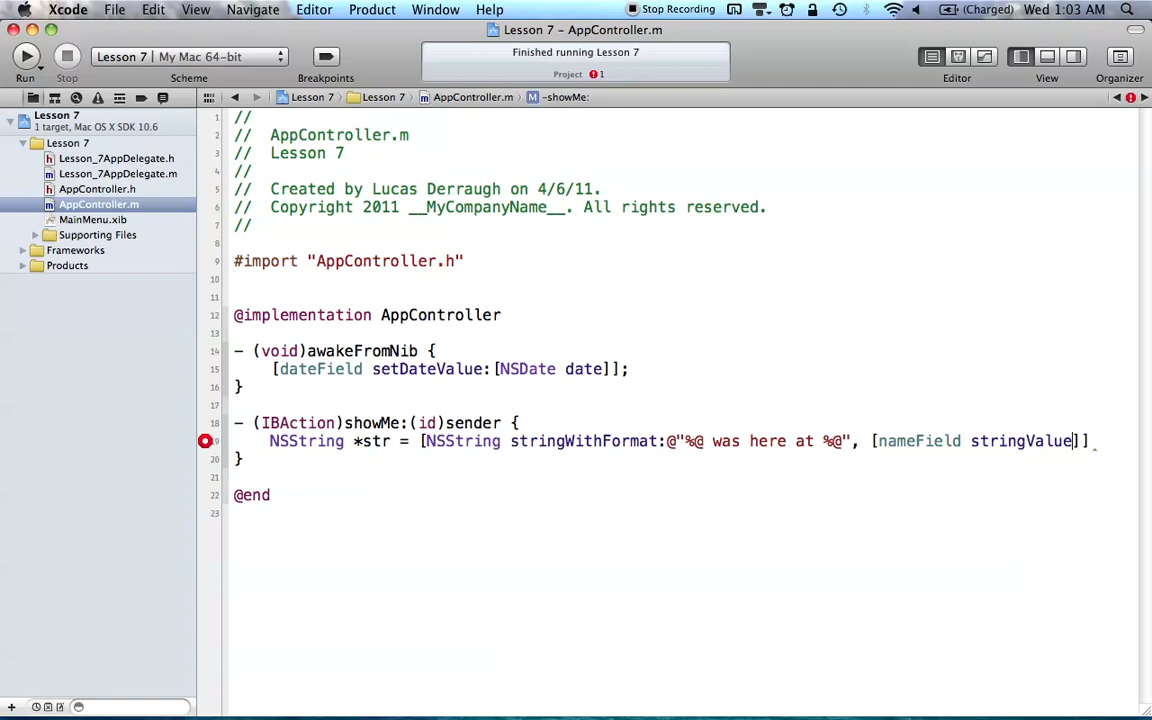 Xcode File Edit View Navigate Editor Product Window Help Stop Recording (Charged) Wed 1:03 AM
Lesson 7 – AppController.m
Lesson 7 | My Mac 64-bit Finished running Lesson 7
Project 1
Run Stop Scheme Breakpoints Editor View Organizer
Lesson 7 Lesson 7 AppController.m M -showMe:
Lesson 7
1 target, Mac OS X SDK 10.6
Lesson 7
h Lesson_7AppDelegate.h
m Lesson_7AppDelegate.m
h AppController.h
m AppController.m
MainMenu.xib
Supporting Files
Frameworks
Products
1 //
2 // AppController.m
3 // Lesson 7
4 //
5 // Created by Lucas Derraugh on 4/6/11.
6 // Copyright 2011 __MyCompanyName__. All rights reserved.
7 //
8
9 #import "AppController.h"
10
11
12 @implementation AppController
13
14 - (void)awakeFromNib {
15 [dateField setDateValue:[NSDate date]];
16 }
17
18 - (IBAction)showMe:(id)sender {
19 NSString *str = [NSString stringWithFormat:@"%@ was here at %@", [nameField stringValue]]
20 }
21
22 @end
23